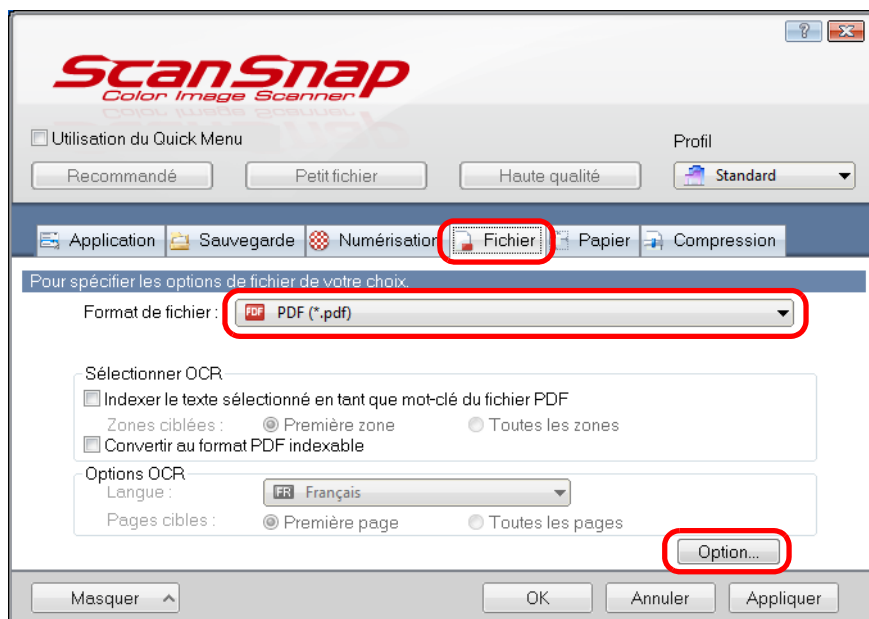 ScanSnap
Color Image Scanner
Utilisation du Quick Menu
Profil
Recommandé Petit fichier Haute qualité Standard
Application Sauvegarde Numérisation Fichier Papier Compression
Pour spécifier les options de fichier de votre choix.
Format de fichier : PDF PDF (*.pdf)
Sélectionner OCR
Indexer le texte sélectionné en tant que mot-clé du fichier PDF
Zones ciblées : Première zone Toutes les zones
Convertir au format PDF indexable
Options OCR
Langue : FR Français
Pages cibles : Première page Toutes les pages
Option...
Masquer OK Annuler Appliquer